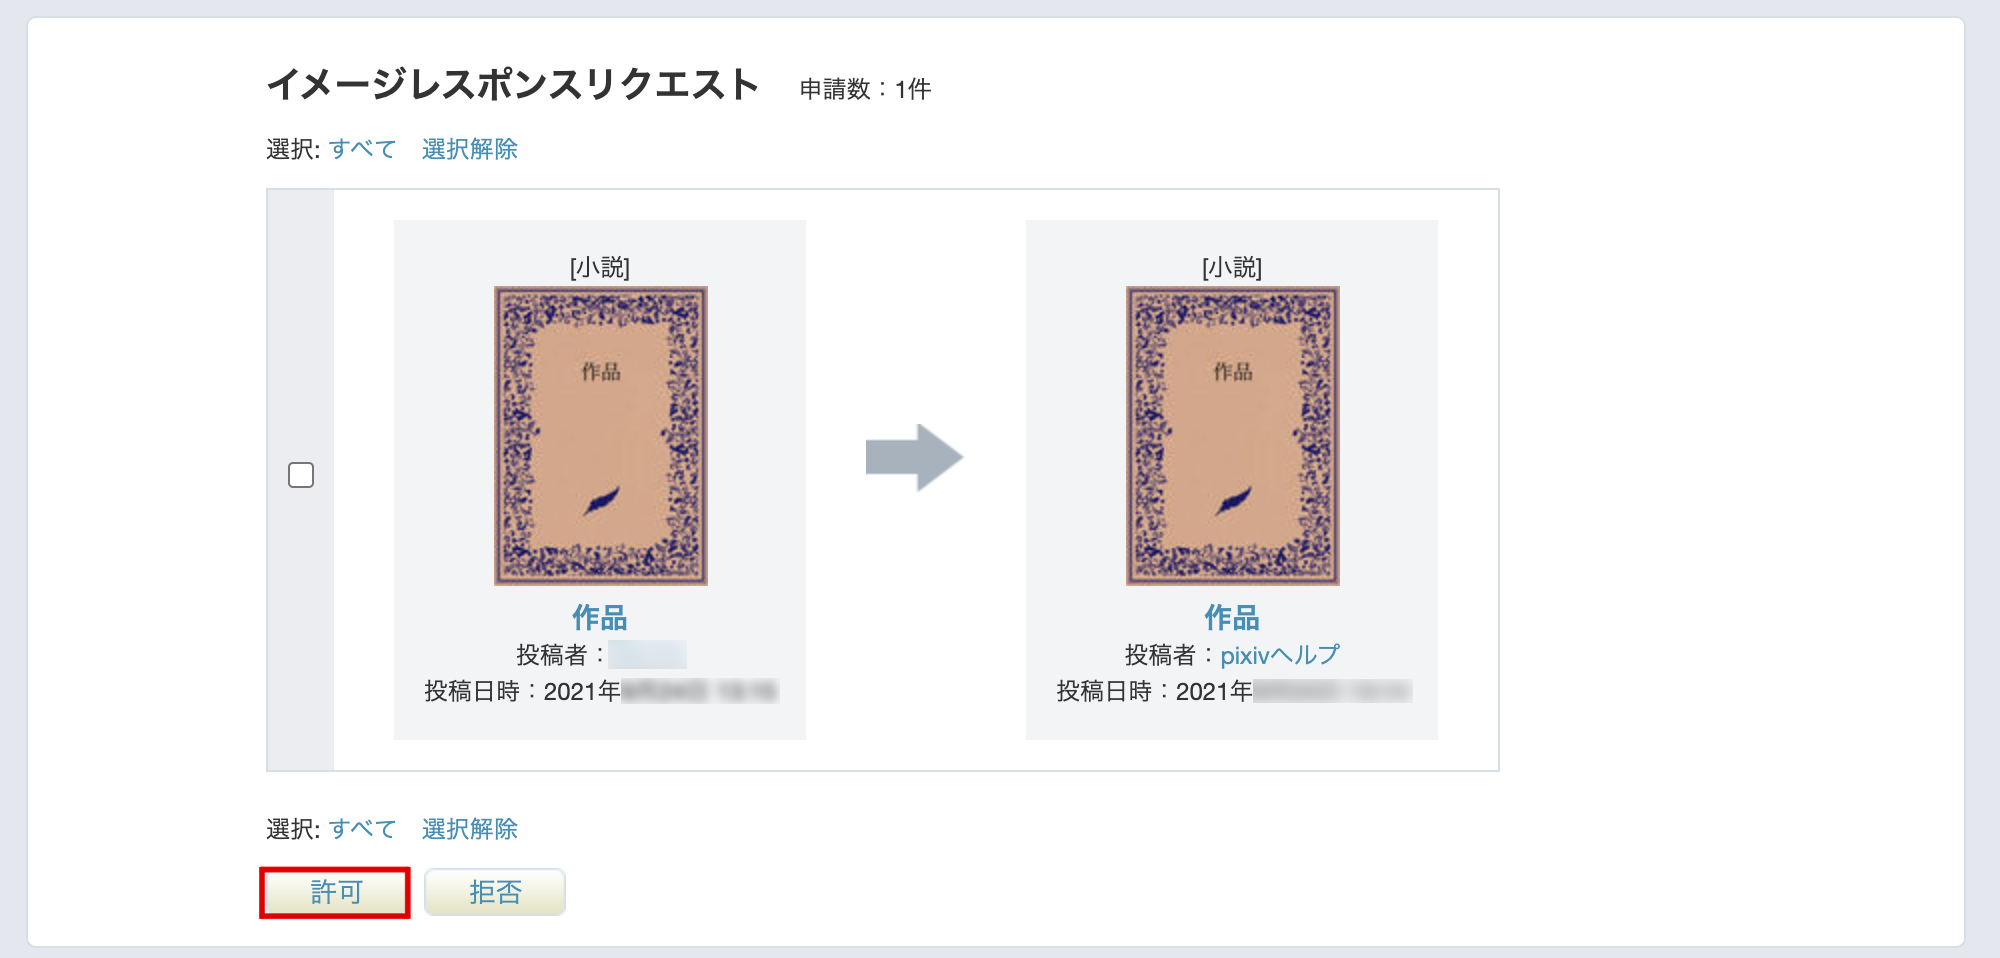 イメージレスポンスリクエスト 申請数：1件
選択: すべて 選択解除
[小説]
作品
作品
投稿者：
投稿日時：2021年
[小説]
作品
作品
投稿者：pixivヘルプ
投稿日時：2021年
選択: すべて 選択解除
許可 拒否